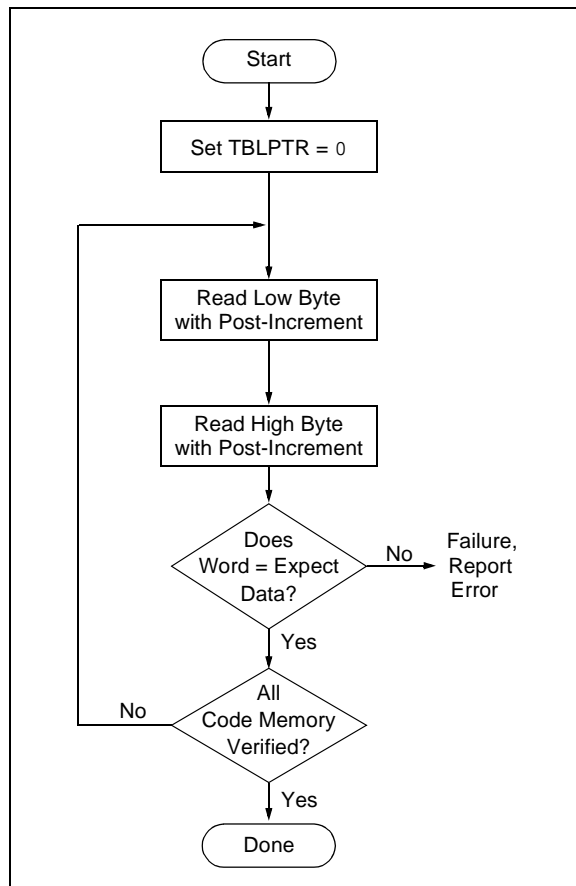 Start
Set TBLPTR = 0
Read Low Byte
with Post-Increment
Read High Byte
with Post-Increment
Does
Word = Expect
Data?
No
Failure,
Report
Error
Yes
All
Code Memory
Verified?
No
Yes
Done